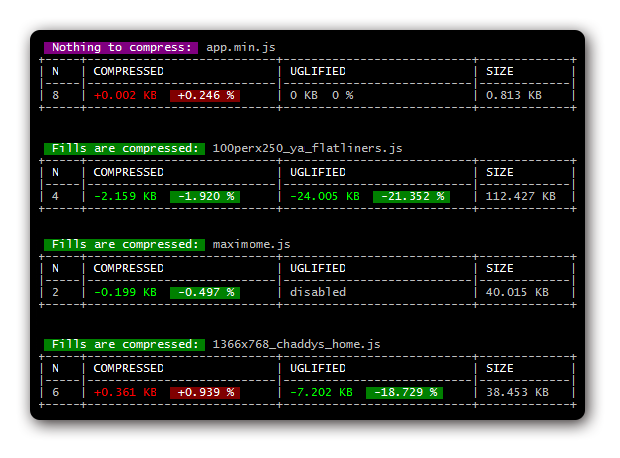 Nothing to compress: app.min.js
+-----+----------------------------+----------------------------+-------------+
| N | COMPRESSED | UGLIFIED | SIZE |
|-----|----------------------------|----------------------------|-------------|
| 8 | +0.002 KB +0.246 % | 0 KB 0 % | 0.813 KB |
+-----+----------------------------+----------------------------+-------------+
Fills are compressed: 100perx250_ya_flatliners.js
+-----+----------------------------+----------------------------+-------------+
| N | COMPRESSED | UGLIFIED | SIZE |
|-----|----------------------------|----------------------------|-------------|
| 4 | -2.159 KB -1.920 % | -24.005 KB -21.352 % | 112.427 KB |
+-----+----------------------------+----------------------------+-------------+
Fills are compressed: maximome.js
+-----+----------------------------+----------------------------+-------------+
| N | COMPRESSED | UGLIFIED | SIZE |
|-----|----------------------------|----------------------------|-------------|
| 2 | -0.199 KB -0.497 % | disabled | 40.015 KB |
+-----+----------------------------+----------------------------+-------------+
Fills are compressed: 1366x768_chaddys_home.js
+-----+----------------------------+----------------------------+-------------+
| N | COMPRESSED | UGLIFIED | SIZE |
|-----|----------------------------|----------------------------|-------------|
| 6 | +0.361 KB +0.939 % | -7.202 KB -18.729 % | 38.453 KB |
+-----+----------------------------+----------------------------+-------------+